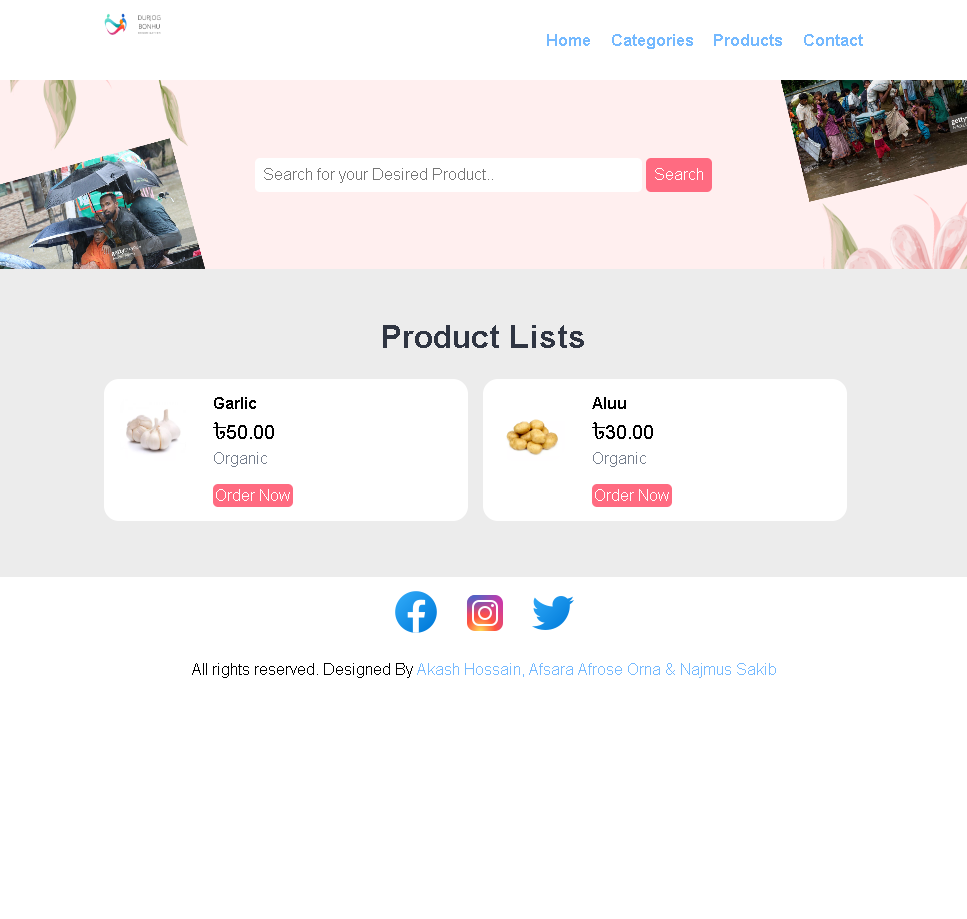 DURJOG
BONHU
Home Categories Products Contact
Search for your Desired Product.. Search
Product Lists
Garlic
৳50.00
Organic
Order Now
Aluu
৳30.00
Organic
Order Now
All rights reserved. Designed By Akash Hossain, Afsara Afrose Orna & Najmus Sakib